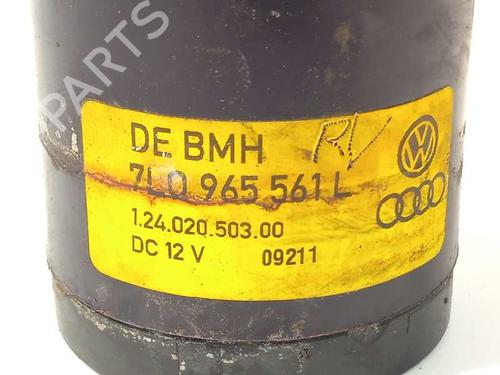 PARTS
DE BMH RV
7L0 965 561 L
1.24.020.503.00
DC 12 V 09211